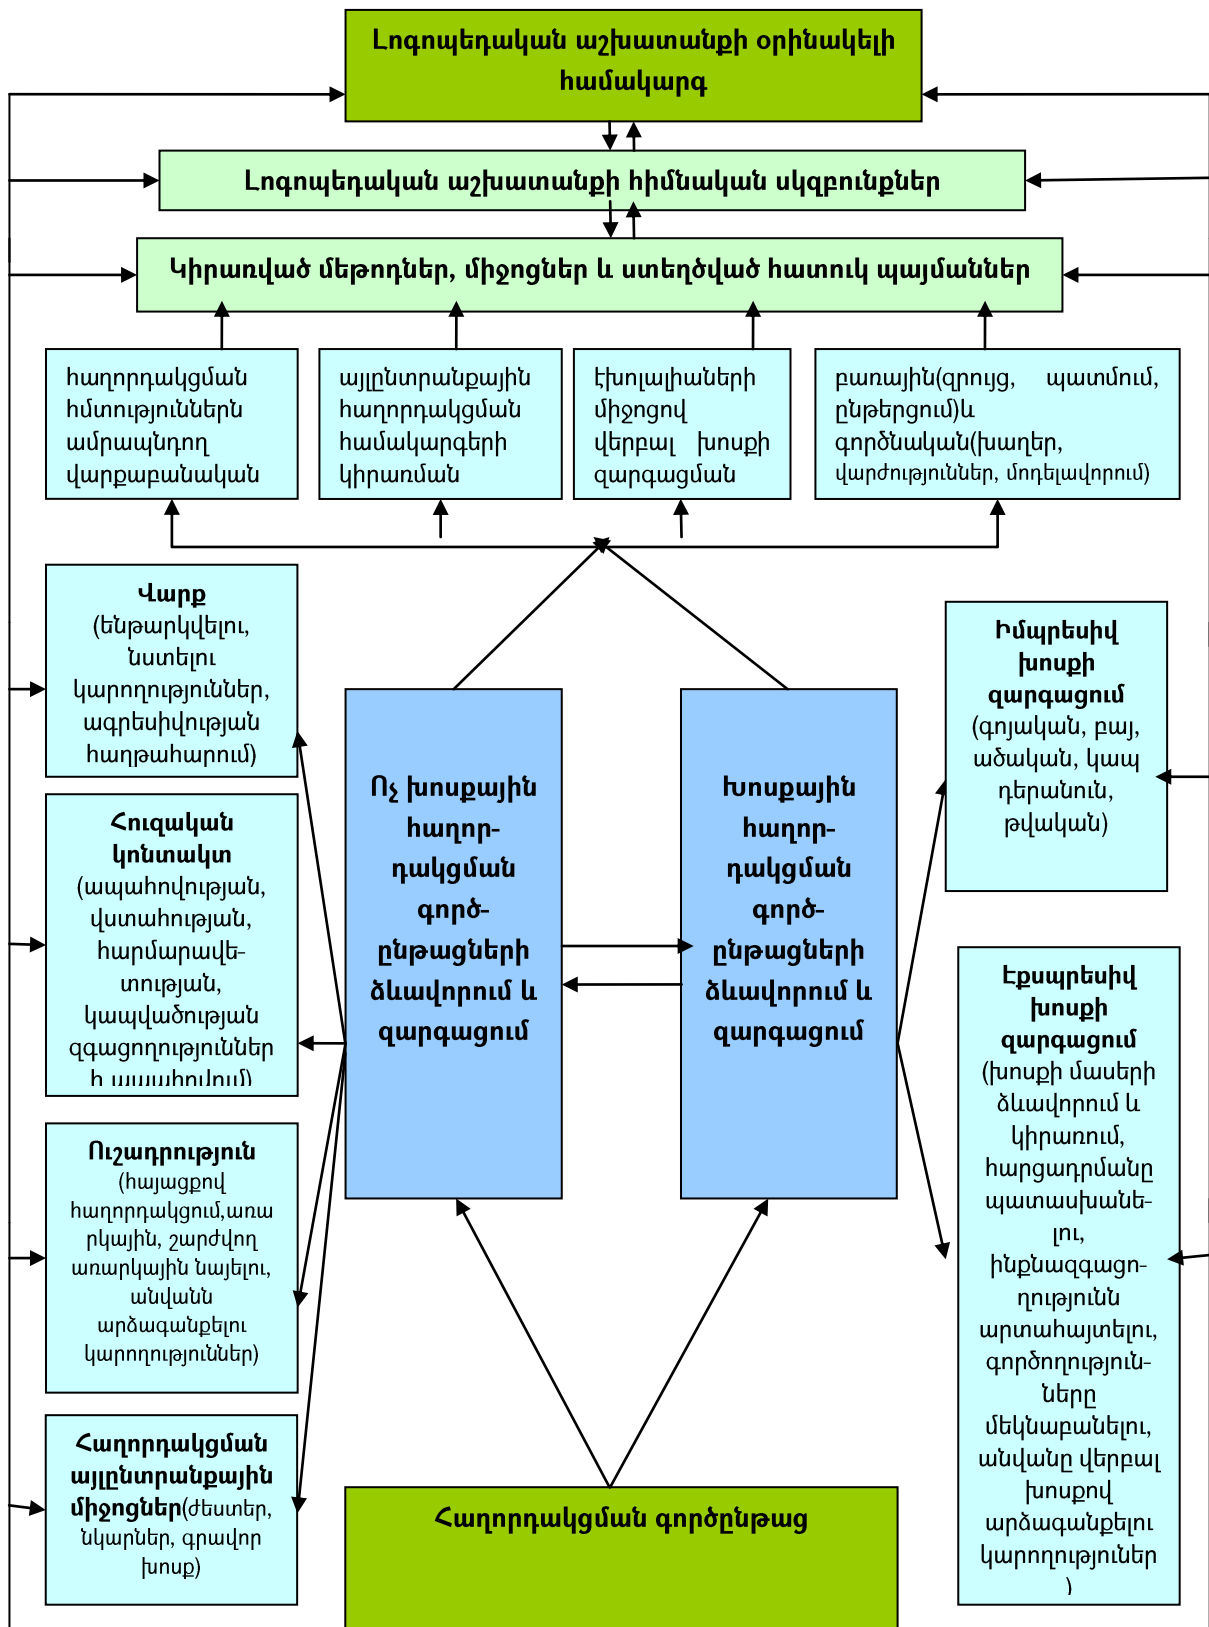 Լոգոպեդական աշխատանքի օրինակելի
համակարգ
Լոգոպեդական աշխատանքի հիմնական սկզբունքներ
Կիրառված մեթոդներ, միջոցներ և ստեղծված հատուկ պայմաններ
հաղորդակցման
հմտություններն
ամրապնդող
վարքաբանական
այլընտրանքային
հաղորդակցման
համակարգերի
կիրառման
էխոլալիաների
միջոցով
վերբալ խոսքի
զարգացման
բառային(զրույց, պատմում,
ընթերցում)և
գործնական(խաղեր,
վարժություններ, մոդելավորում)
Վարք
(ենթարկվելու,
նստելու
կարողություններ,
ագրեսիվության
հաղթահարում)
Հուզական
կոնտակտ
(ապահովության,
վստահության,
հարմարավե-
տության,
կապվածության
զգացողություններ
ի ապահովում)
Ուշադրություն
(հայացքով
հաղորդակցում,առա
րկային, շարժվող
առարկային նայելու,
անվանն
արձագանքելու
կարողություններ)
Հաղորդակցման
այլընտրանքային
միջոցներ(ժեստեր,
նկարներ, գրավոր
խոսք)
Ոչ խոսքային
հաղոր-
դակցման
գործ-
ընթացների
ձևավորում և
զարգացում
Խոսքային
հաղոր-
դակցման
գործ-
ընթացների
ձևավորում և
զարգացում
Իմպրեսիվ
խոսքի
զարգացում
(գոյական, բայ,
ածական, կապ
դերանուն,
թվական)
Էքսպրեսիվ
խոսքի
զարգացում
(խոսքի մասերի
ձևավորում և
կիրառում,
հարցադրմանը
պատասխանե-
լու,
ինքնազգացո-
ղությունն
արտահայտելու,
գործողություն-
ները
մեկնաբանելու,
անվանը վերբալ
խոսքով
արձագանքելու
կարողություներ
)
Հաղորդակցման գործընթաց